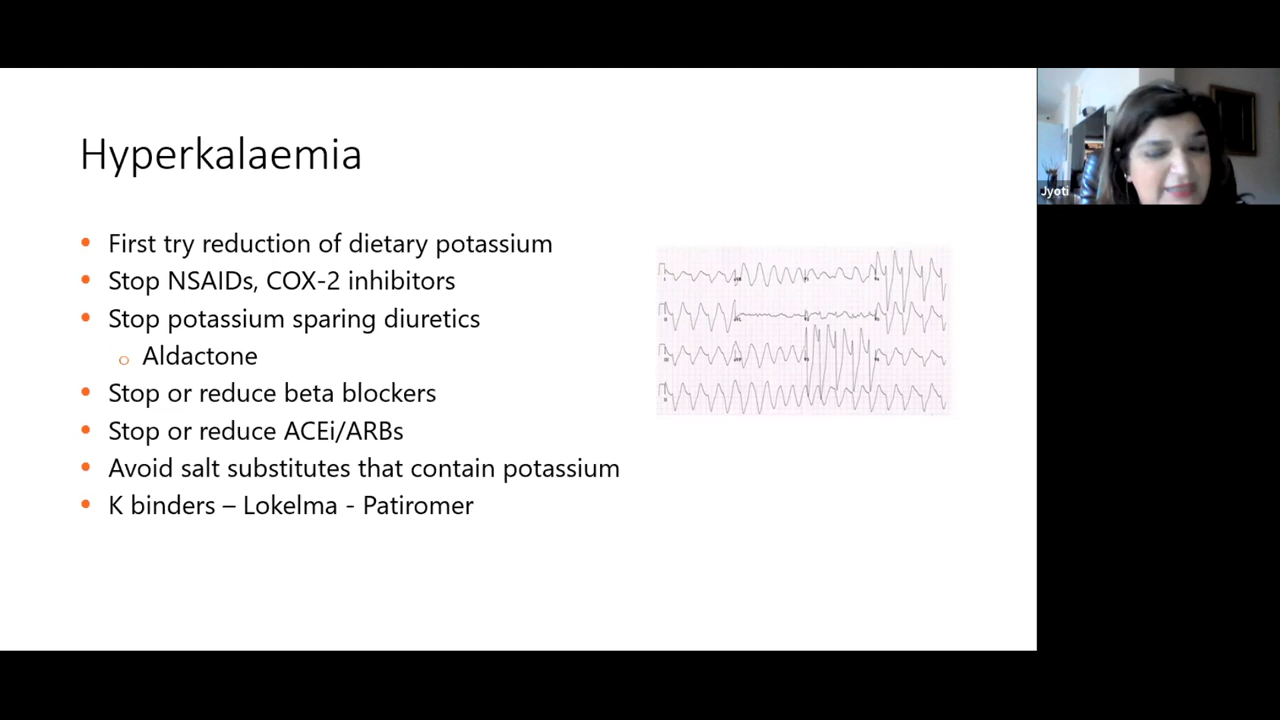 Hyperkalaemia
• First try reduction of dietary potassium
• Stop NSAIDs, COX-2 inhibitors
• Stop potassium sparing diuretics
o Aldactone
• Stop or reduce beta blockers
• Stop or reduce ACEi/ARBs
• Avoid salt substitutes that contain potassium
• K binders – Lokelma - Patiromer
Jyoti